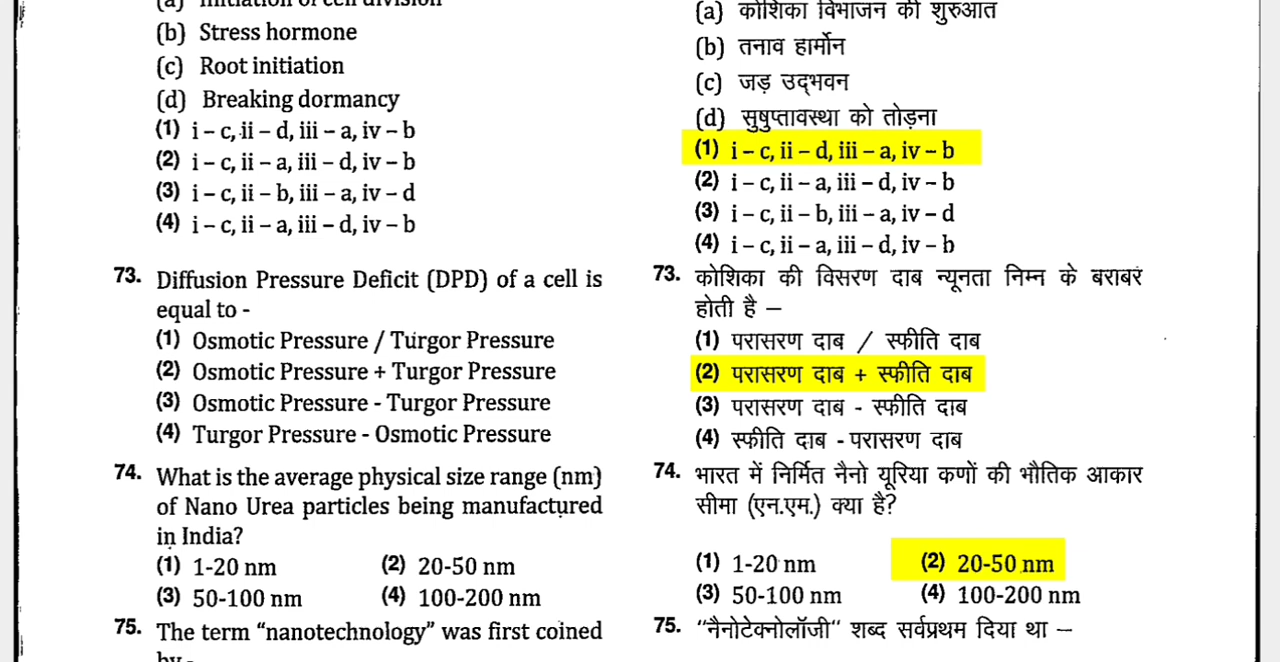 (a) Initiation of cell division
(b) Stress hormone
(c) Root initiation
(d) Breaking dormancy
(1) i – c, ii – d, iii – a, iv – b
(2) i – c, ii – a, iii – d, iv – b
(3) i – c, ii – b, iii – a, iv – d
(4) i – c, ii – a, iii – d, iv – b
73. Diffusion Pressure Deficit (DPD) of a cell is
equal to -
(1) Osmotic Pressure / Turgor Pressure
(2) Osmotic Pressure + Turgor Pressure
(3) Osmotic Pressure - Turgor Pressure
(4) Turgor Pressure - Osmotic Pressure
74. What is the average physical size range (nm)
of Nano Urea particles being manufactured
in India?
(1) 1-20 nm (2) 20-50 nm
(3) 50-100 nm (4) 100-200 nm
75. The term “nanotechnology” was first coined
by -
(a) कोशिका विभाजन की शुरुआत
(b) तनाव हार्मोन
(c) जड़ उद्भवन
(d) सुषुप्तावस्था को तोड़ना
(1) i – c, ii – d, iii – a, iv – b
(2) i – c, ii – a, iii – d, iv – b
(3) i – c, ii – b, iii – a, iv – d
(4) i – c, ii – a, iii – d, iv – b
73. कोशिका की विसरण दाब न्यूनता निम्न के बराबर
होती है –
(1) परासरण दाब / स्फीति दाब
(2) परासरण दाब + स्फीति दाब
(3) परासरण दाब - स्फीति दाब
(4) स्फीति दाब - परासरण दाब
74. भारत में निर्मित नैनो यूरिया कणों की भौतिक आकार
सीमा (एन.एम.) क्या है?
(1) 1-20 nm (2) 20-50 nm
(3) 50-100 nm (4) 100-200 nm
75. “नैनोटेक्नोलॉजी“ शब्द सर्वप्रथम दिया था –